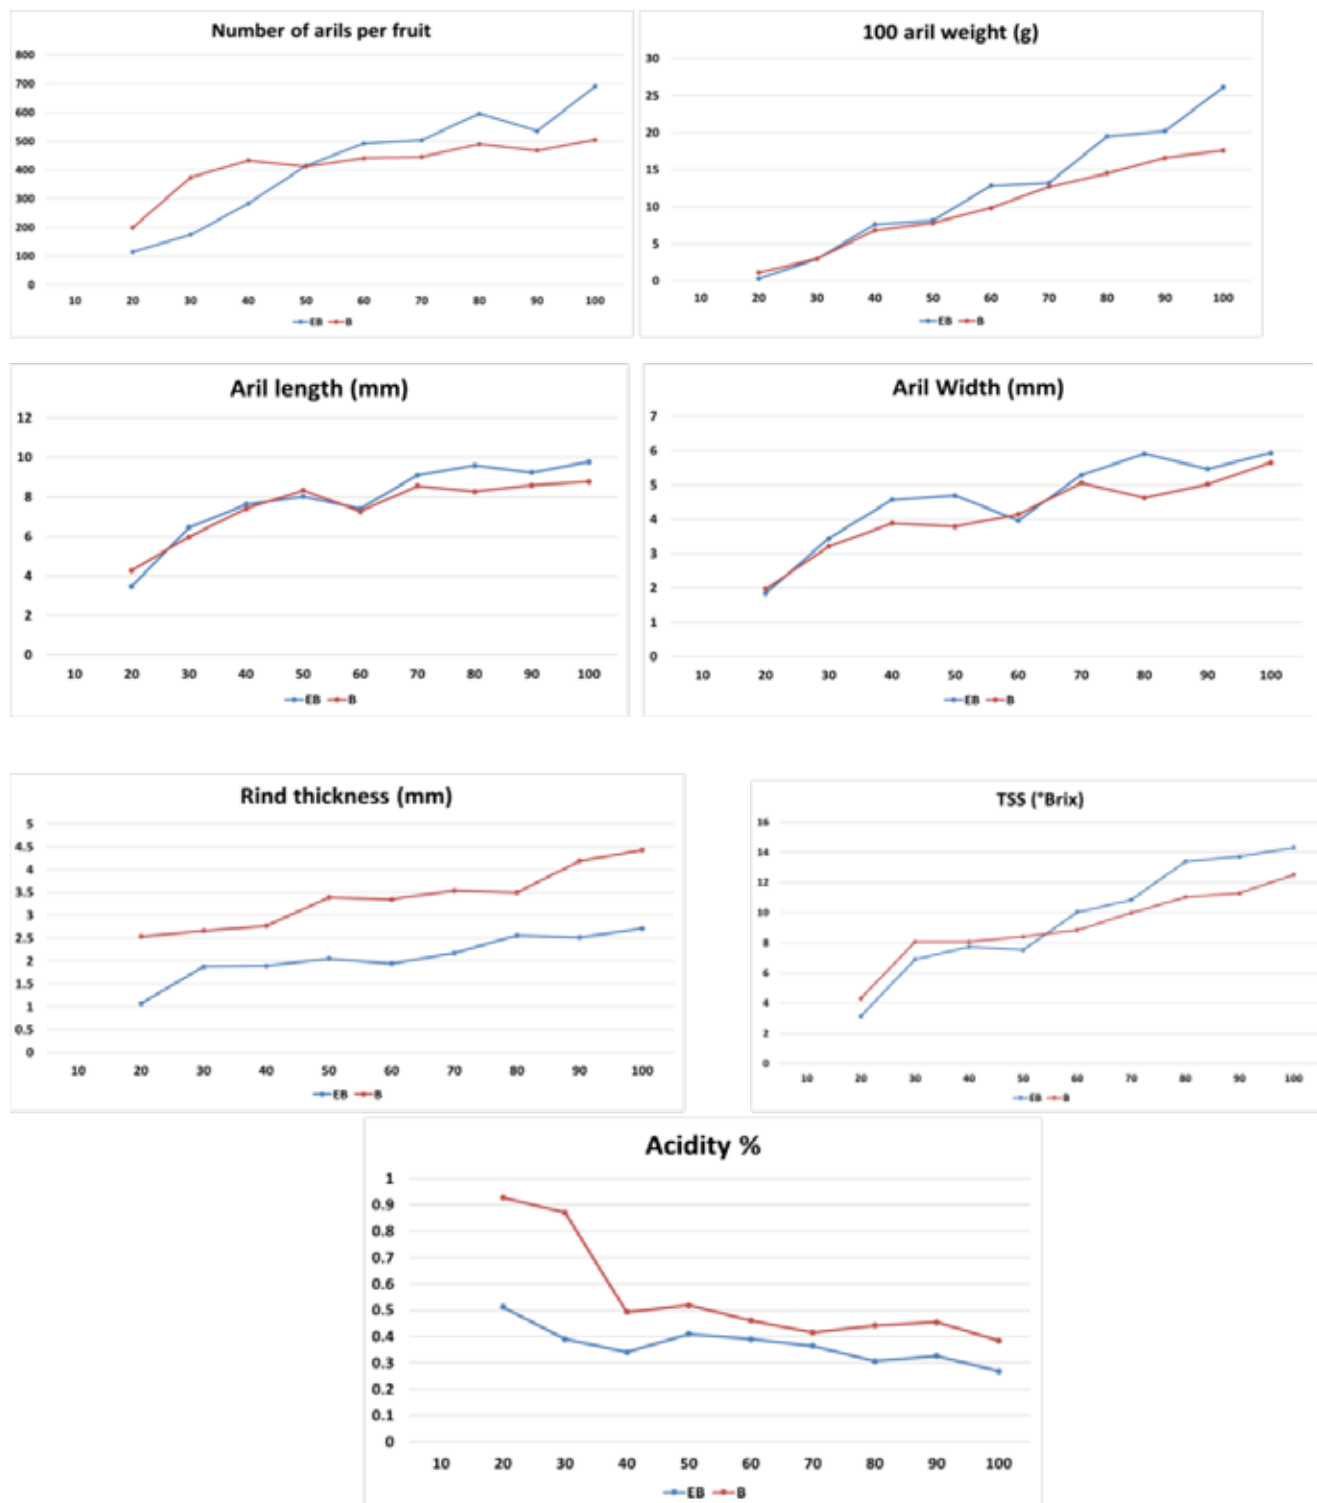 Number of arils per fruit
800
700
600
500
400
300
200
100
0
10 20 30 40 50 60 70 80 90 100
EB B
100 aril weight (g)
30
25
20
15
10
5
0
10 20 30 40 50 60 70 80 90 100
EB B
Aril length (mm)
12
10
8
6
4
2
0
10 20 30 40 50 60 70 80 90 100
EB B
Aril Width (mm)
7
6
5
4
3
2
1
0
10 20 30 40 50 60 70 80 90 100
EB B
Rind thickness (mm)
5
4.5
4
3.5
3
2.5
2
1.5
1
0.5
0
10 20 30 40 50 60 70 80 90 100
EB B
TSS (°Brix)
16
14
12
10
8
6
4
2
0
10 20 30 40 50 60 70 80 90 100
EB B
Acidity %
1
0.9
0.8
0.7
0.6
0.5
0.4
0.3
0.2
0.1
0
10 20 30 40 50 60 70 80 90 100
EB B